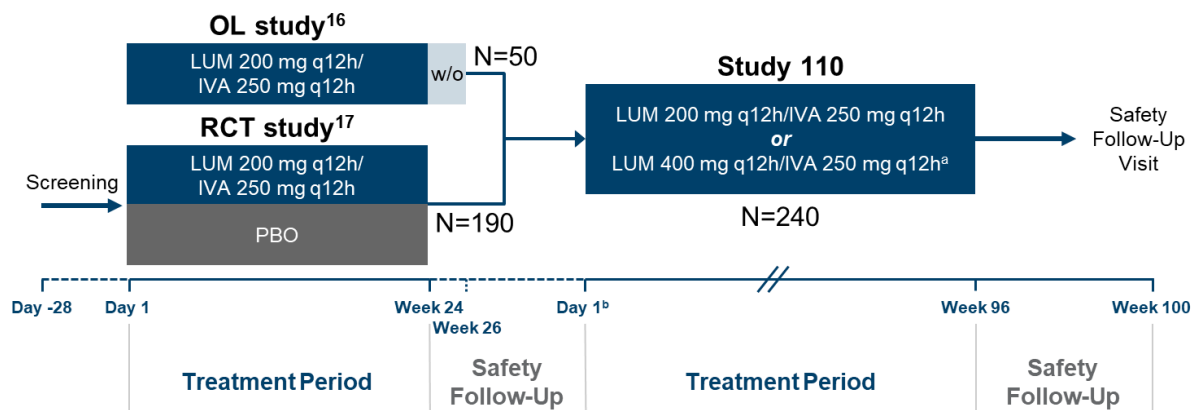 OL study¹⁶
LUM 200 mg q12h/
IVA 250 mg q12h
w/o
N=50
RCT study¹⁷
LUM 200 mg q12h/
IVA 250 mg q12h
PBO
N=190
Screening
Study 110
LUM 200 mg q12h/IVA 250 mg q12h
or
LUM 400 mg q12h/IVA 250 mg q12hᵃ
N=240
Safety
Follow-Up
Visit
Day -28
Day 1
Week 24
Week 26
Day 1ᵇ
Week 96
Week 100
Treatment Period
Safety
Follow-Up
Treatment Period
Safety
Follow-Up